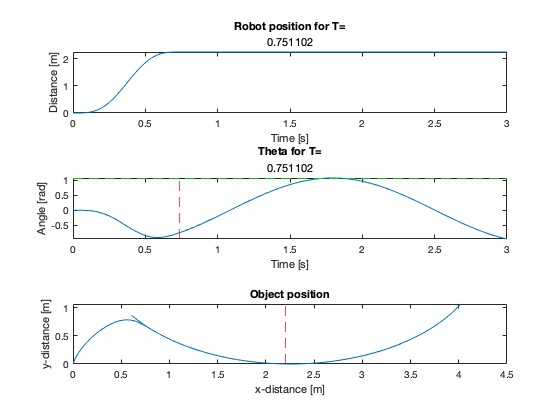 Robot position for T=
0.751102
Distance [m]
2
1
0
0 0.5 1 1.5 2 2.5 3
Time [s]
Theta for T=
0.751102
Angle [rad]
1
0.5
0
-0.5
0 0.5 1 1.5 2 2.5 3
Time [s]
Object position
y-distance [m]
1
0.5
0
0 0.5 1 1.5 2 2.5 3 3.5 4 4.5
x-distance [m]